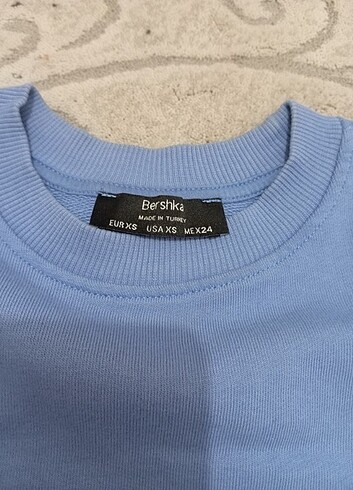 Bershka
MADE IN TURKEY
EUR XS USA XS MEX 24